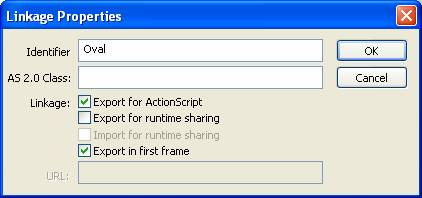 Linkage Properties
Identifier Oval OK
AS 2.0 Class: Cancel
Linkage: Export for ActionScript
Export for runtime sharing
Import for runtime sharing
Export in first frame
URL: